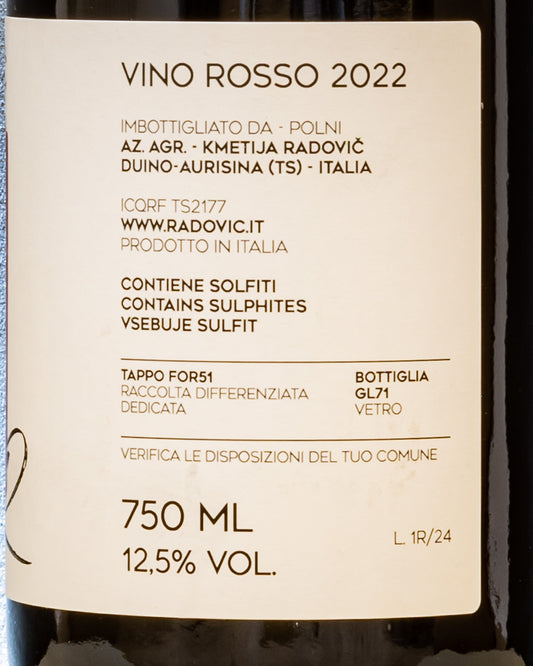 VINO ROSSO 2022
IMBOTTIGLIATO DA - POLNI
AZ. AGR. - KMETIJA RADOVIČ
DUINO-AURISINA (TS) - ITALIA
ICQRF TS2177
WWW.RADOVIC.IT
PRODOTTO IN ITALIA
CONTIENE SOLFITI
CONTAINS SULPHITES
VSEBUJE SULFIT
TAPPO FOR51
RACCOLTA DIFFERENZIATA
DEDICATA
BOTTIGLIA
GL71
VETRO
VERIFICA LE DISPOSIZIONI DEL TUO COMUNE
750 ML
12,5% VOL.
L. 1R/24